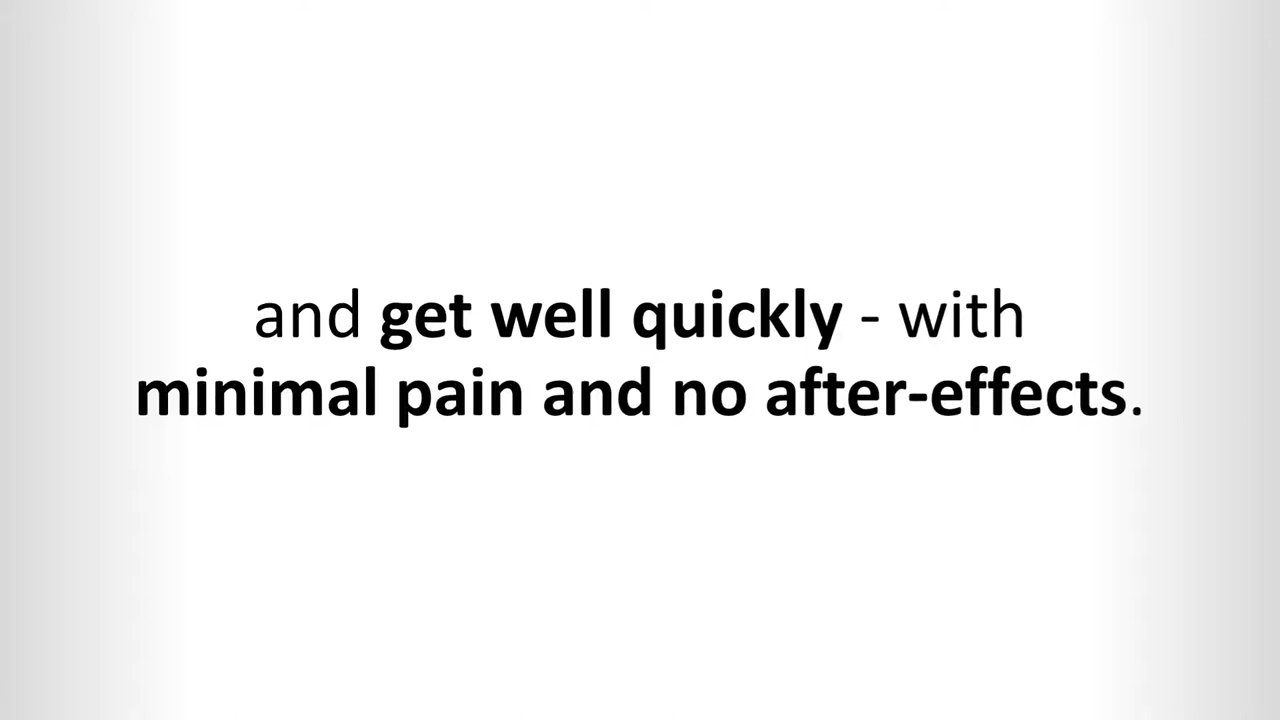 and get well quickly - with
minimal pain and no after-effects.